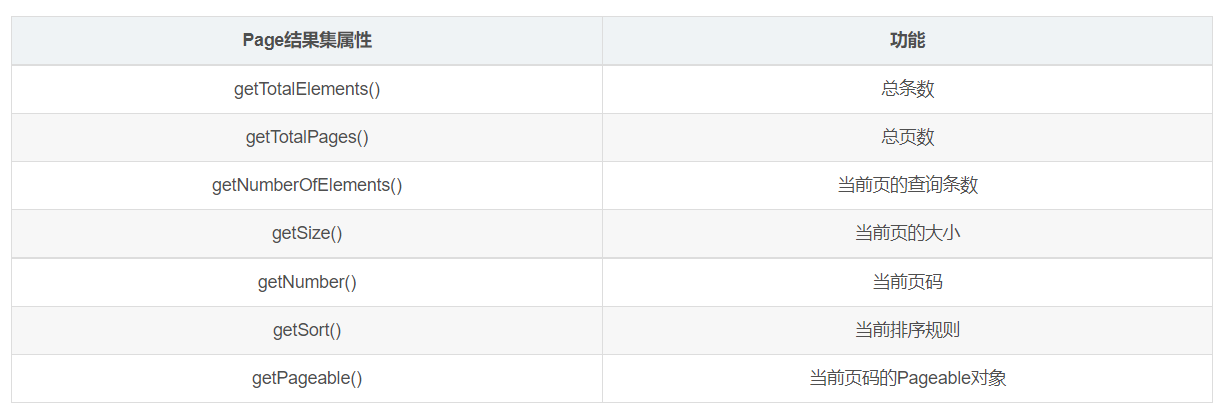 Page结果集属性 功能
getTotalElements() 总条数
getTotalPages() 总页数
getNumberOfElements() 当前页的查询条数
getSize() 当前页的大小
getNumber() 当前页码
getSort() 当前排序规则
getPageable() 当前页码的Pageable对象